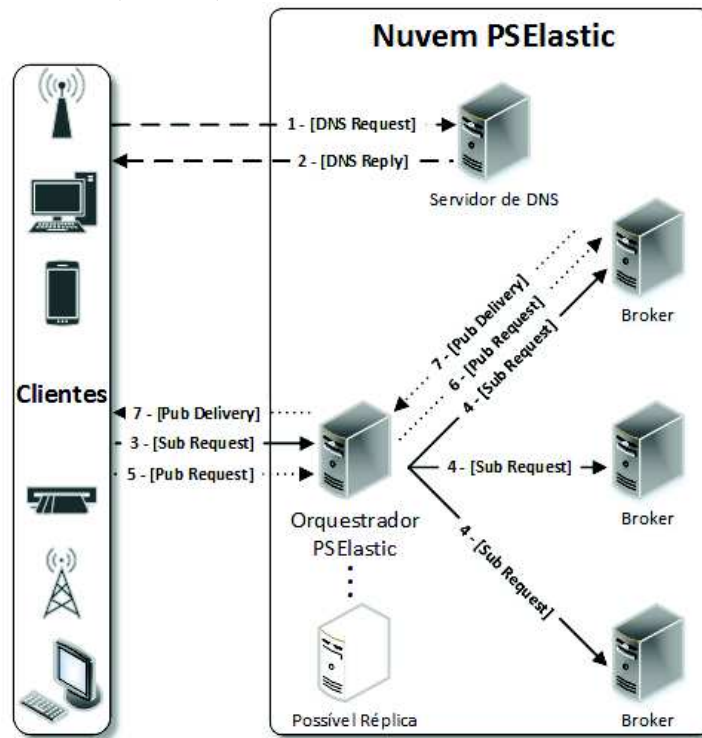 Nuvem PSElastic
1 - [DNS Request]
2 - [DNS Reply]
Servidor de DNS
7 - [Pub Delivery]
6 - [Pub Request]
4 - [Sub Request]
Broker
Clientes
7 - [Pub Delivery]
3 - [Sub Request]
5 - [Pub Request]
4 - [Sub Request]
Broker
Orquestrador
PSElastic
4 - [Sub Request]
Possível Réplica
Broker